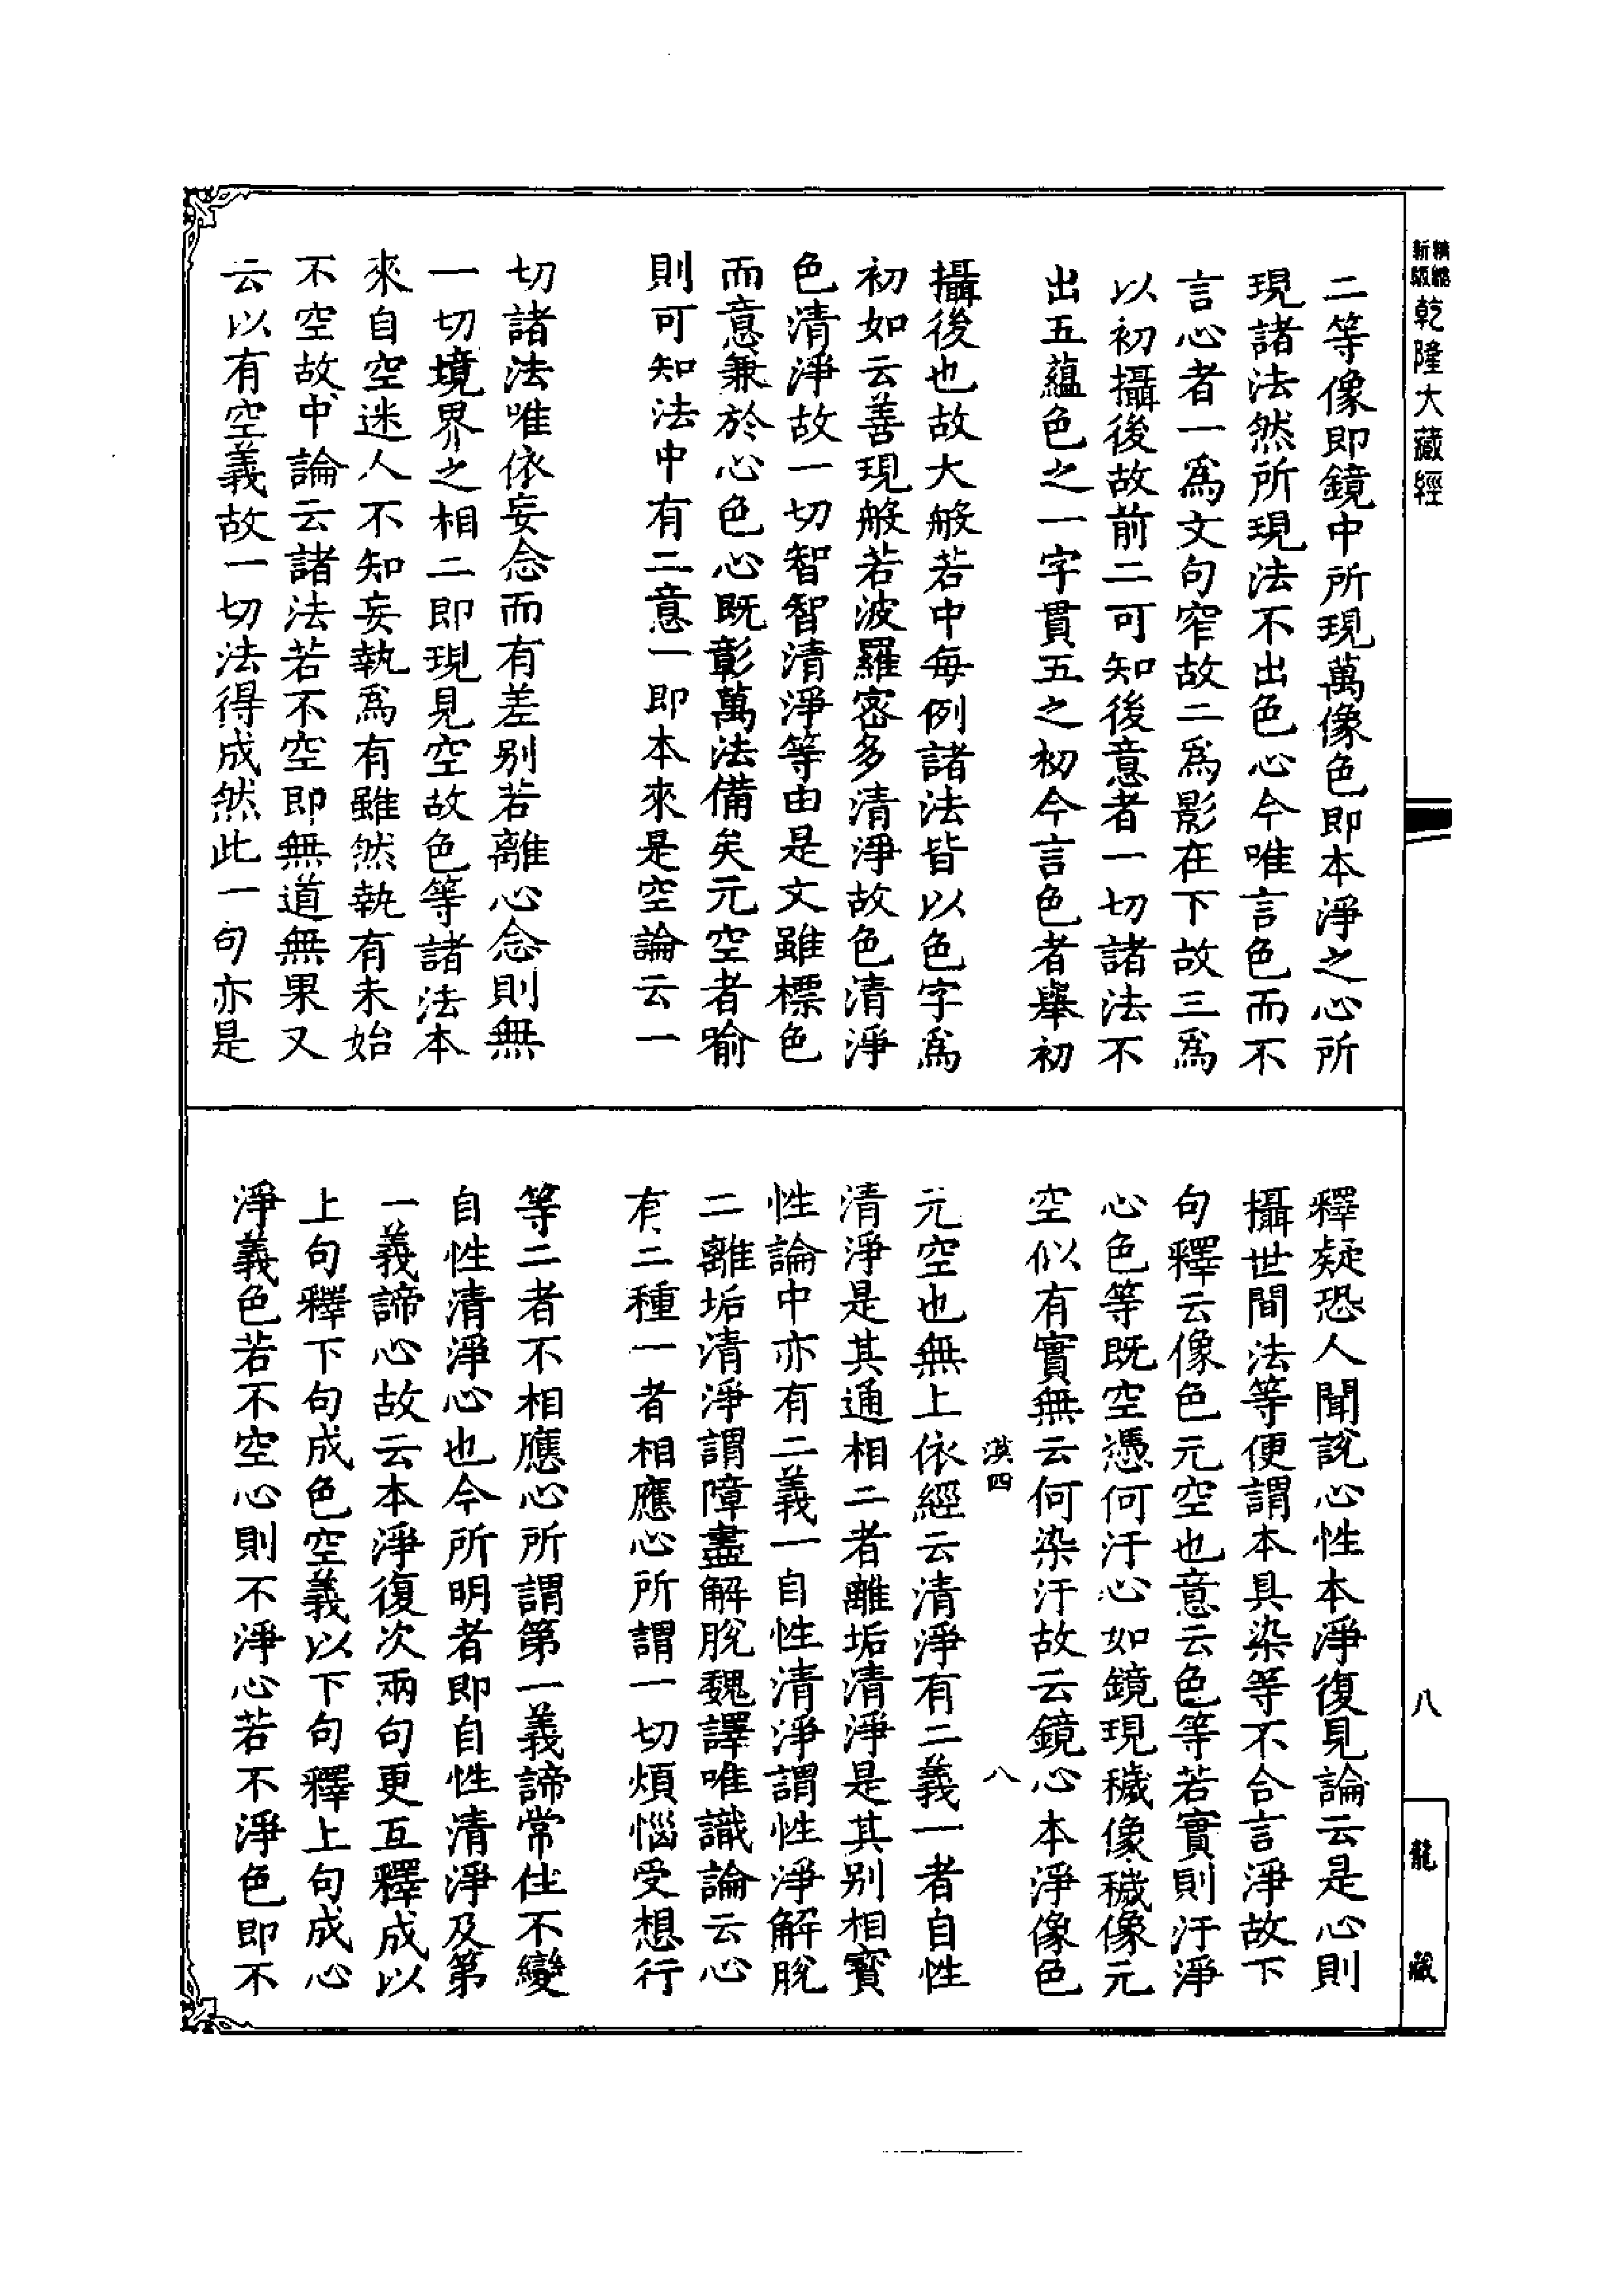 精縮新版乾隆大藏經
二等像即鏡中所現萬像色即本淨之心所
現諸法然所現法不出色心今唯言色而不
言心者一爲文句窄故二爲影在下故三爲
以初攝後故前二可知後意者一切諸法不
出五蘊色之一字貫五之初今言色者舉初
攝後也故大般若中每例諸法皆以色字爲
初如云善現般若波羅密多清淨故色清淨
色清淨故一切智智清淨等由是文雖標色
而意兼於心色心既彰萬法備矣元空者喻
則可知法中有二意一即本來是空論云一
切諸法唯依妄念而有差別若離心念則無
一切境界之相二即現見空故色等諸法本
來自空迷人不知妄執爲有雖然執有未始
不空故中論云諸法若不空即無道無果又
云以有空義故一切法得成然此一句亦是
釋疑恐人聞說心性本淨復見論云是心則
攝世間法等便謂本具染等不合言淨故下
句釋云像色元空也意云色等若實則汙淨
心色等既空憑何汙心如鏡現穢像穢像元
空似有實無云何染汙故云鏡心本淨像色
漠四
八
元空也無上依經云清淨有二義一者自性
清淨是其通相二者離垢清淨是其別相寶
性論中亦有二義一自性清淨謂性淨解脫
二離垢清淨謂障盡解脫魏譯唯識論云心
有二種一者相應心所謂一切煩惱受想行
等二者不相應心所謂第一義諦常住不變
自性清淨心也今所明者即自性清淨及第
一義諦心故云本淨復次兩句更互釋成以
上句釋下句成色空義以下句釋上句成心
淨義色若不空心則不淨心若不淨色即不
八
龍藏